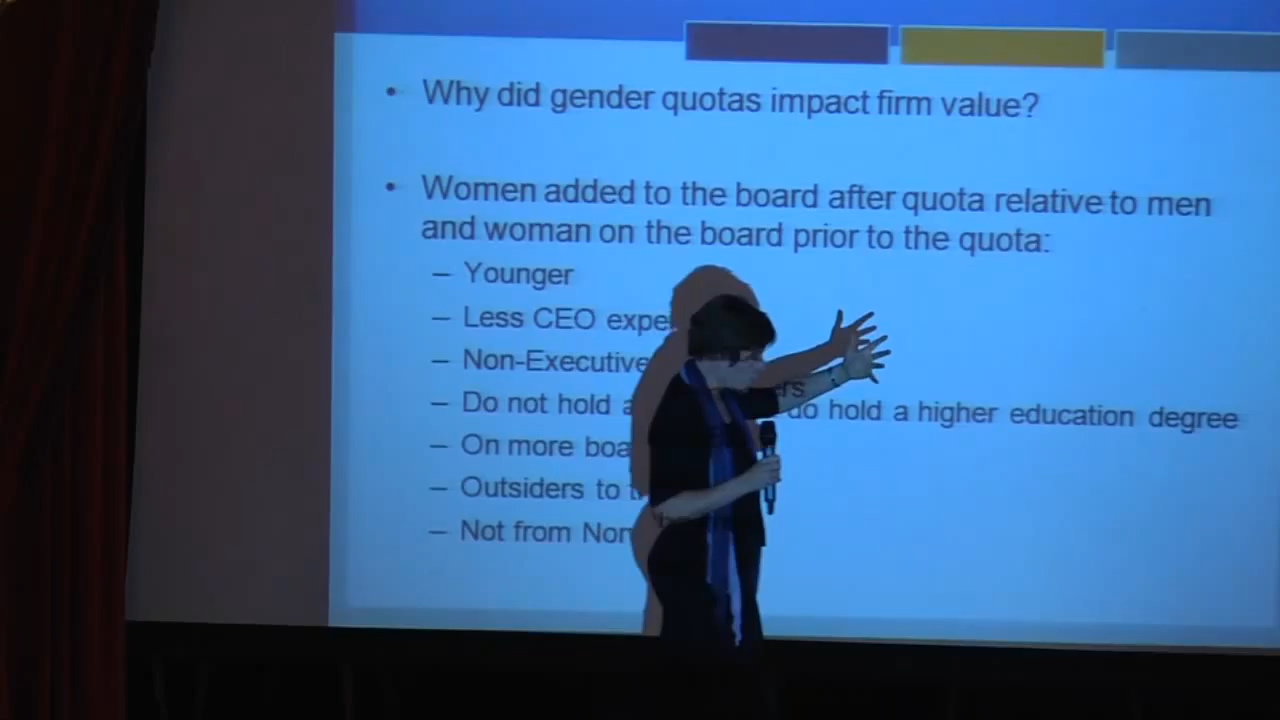 • Why did gender quotas impact firm value?
• Women added to the board after quota relative to men
and woman on the board prior to the quota:
– Younger
– Less CEO
– Non-Executive
– Do not hold do hold a higher education degree
– On more
– Outsiders to
– Not from